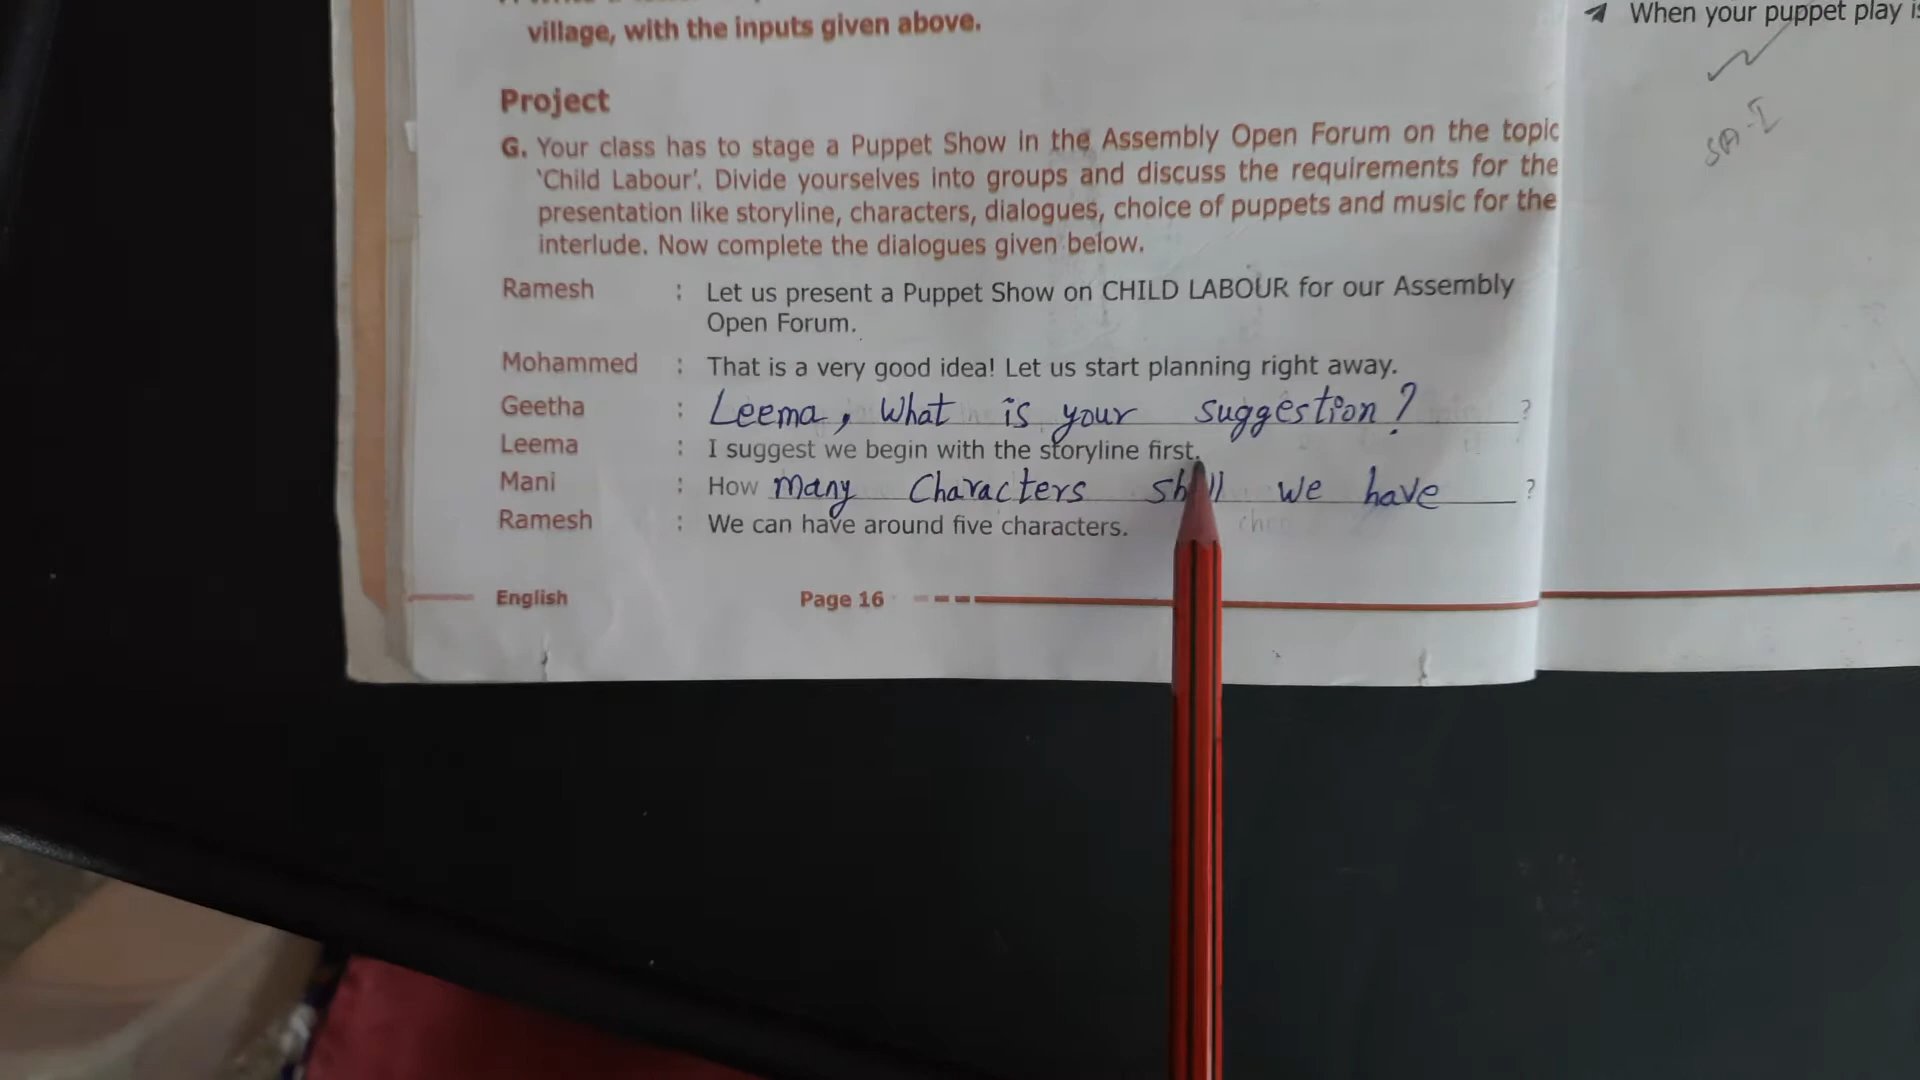 village, with the inputs given above.
When your puppet play is
SA-I
Project
G. Your class has to stage a Puppet Show in the Assembly Open Forum on the topic
'Child Labour'. Divide yourselves into groups and discuss the requirements for the
presentation like storyline, characters, dialogues, choice of puppets and music for the
interlude. Now complete the dialogues given below.
Ramesh : Let us present a Puppet Show on CHILD LABOUR for our Assembly
Open Forum.
Mohammed : That is a very good idea! Let us start planning right away.
Geetha : Leema, What is your suggestion? ?
Leema : I suggest we begin with the storyline first.
Mani : How many Characters shall we have ?
Ramesh : We can have around five characters.
English Page 16